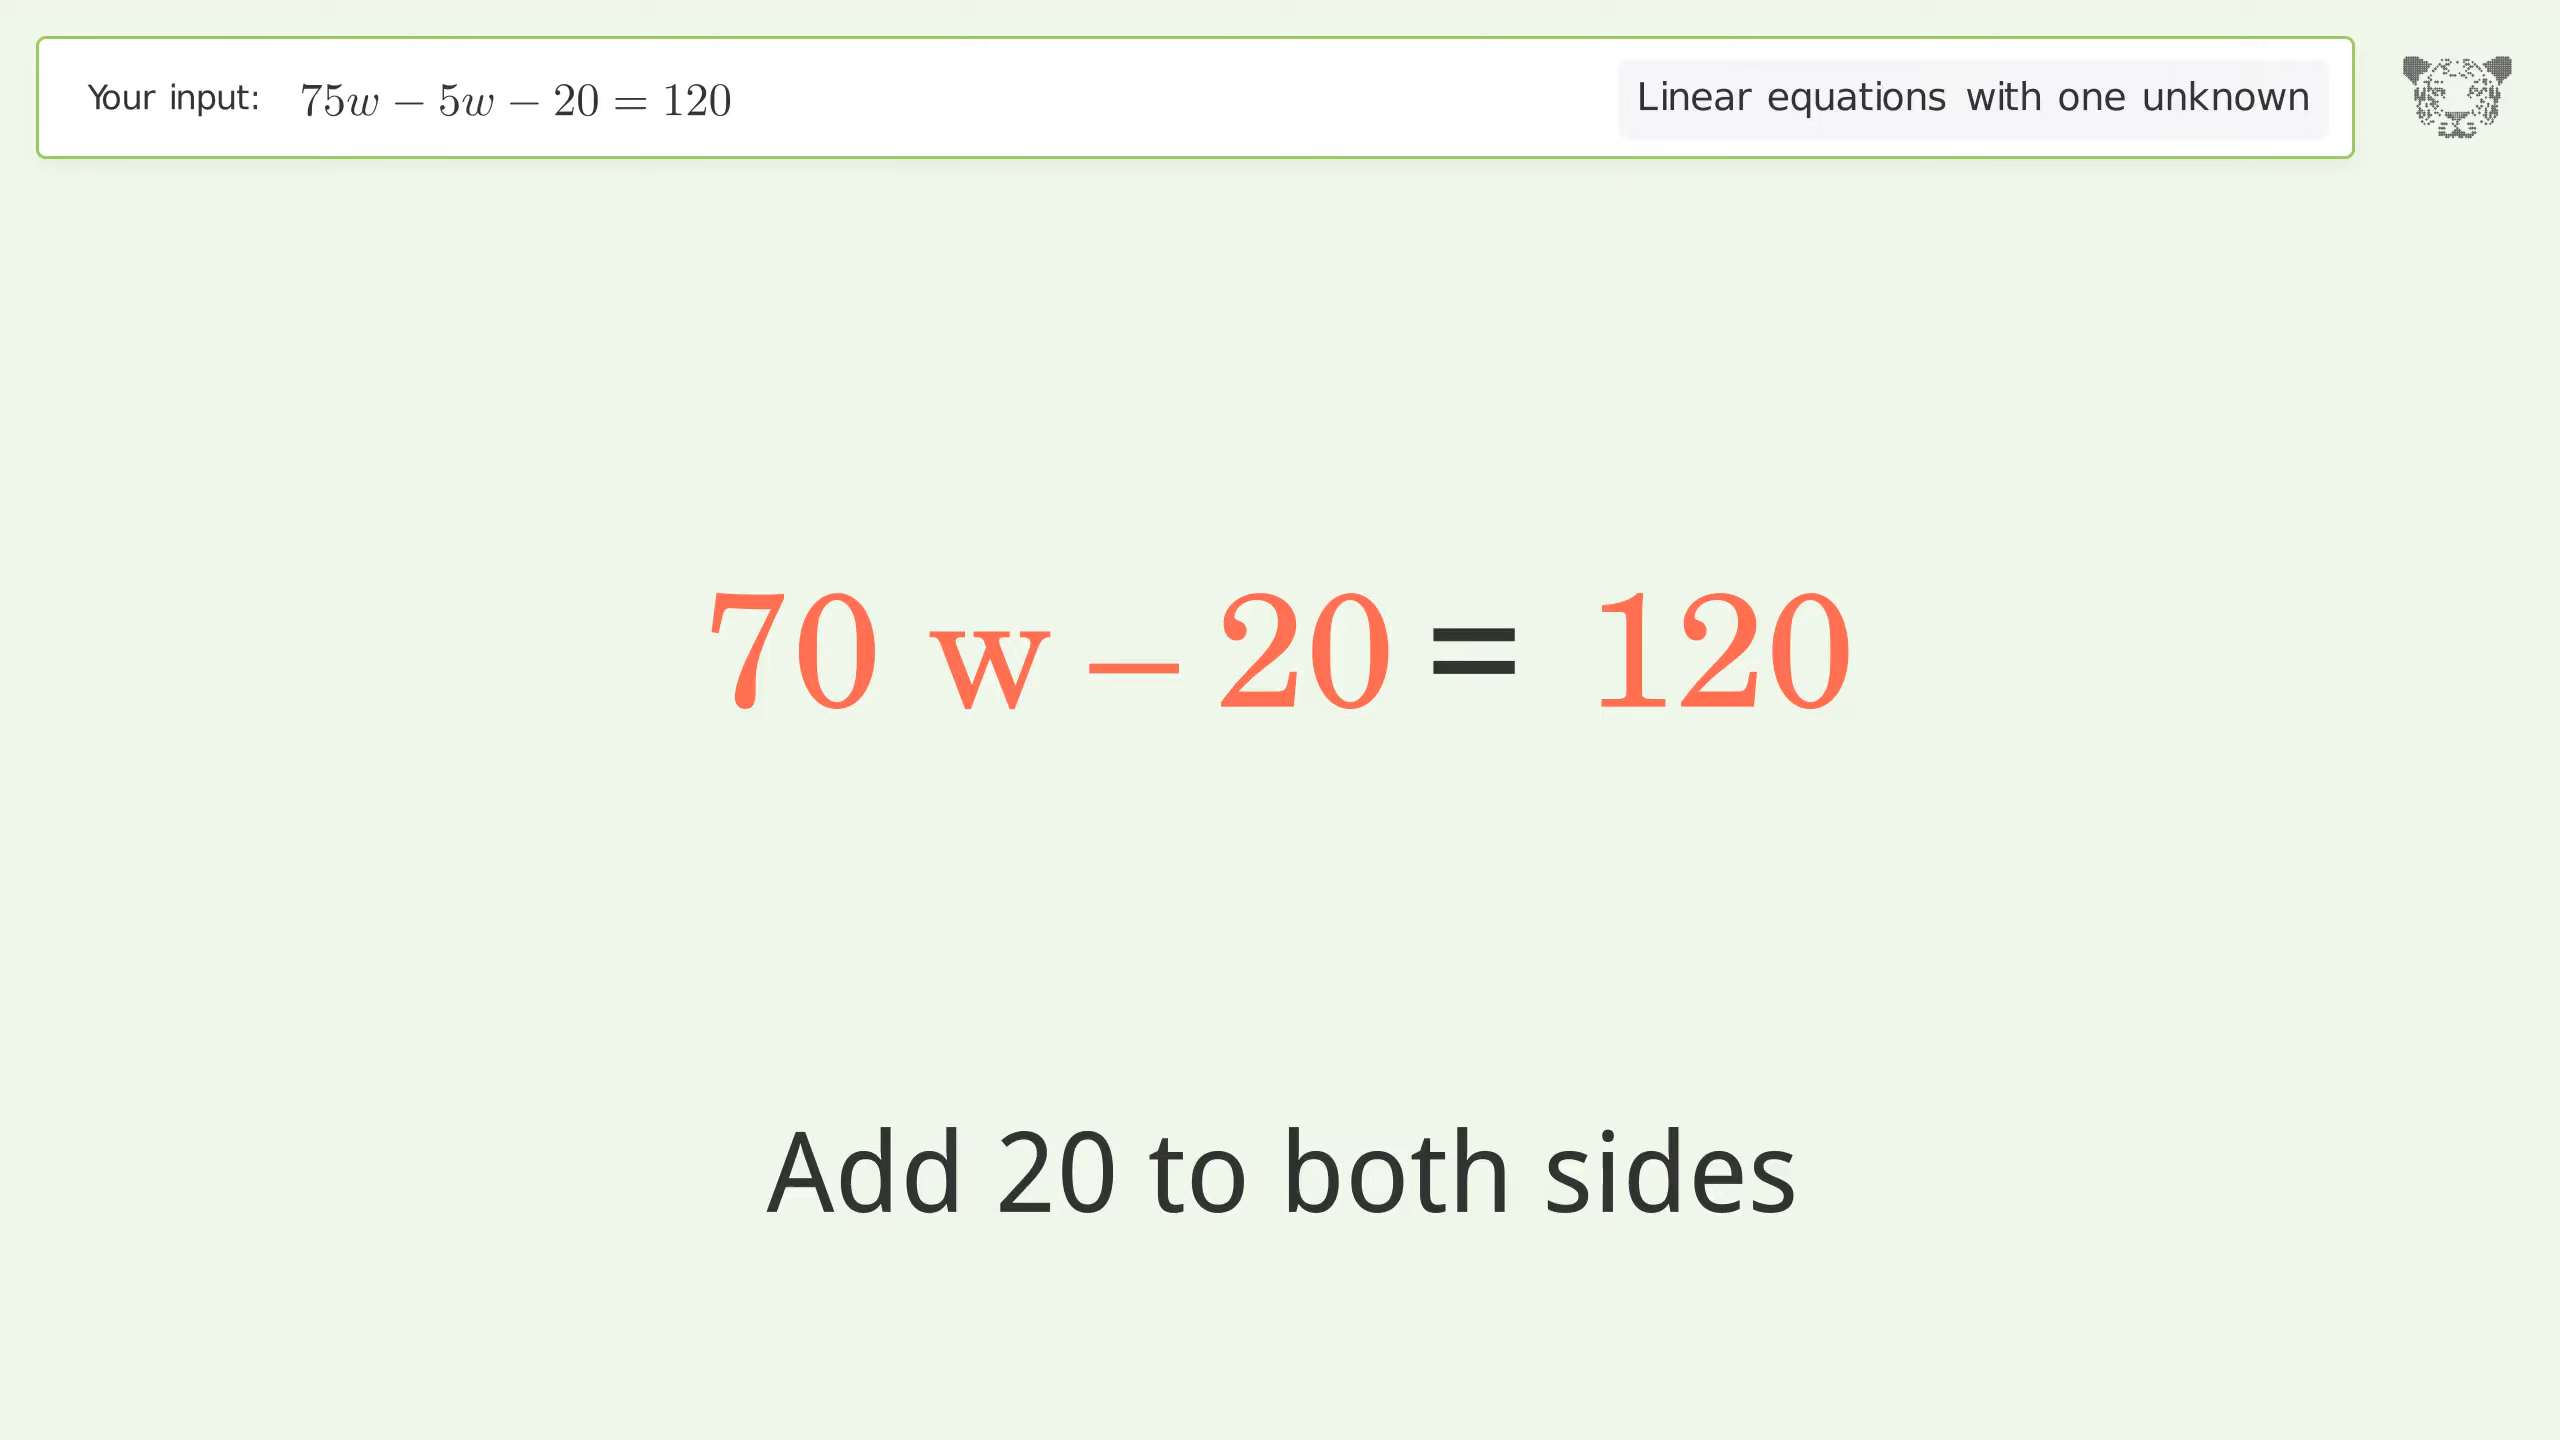 Your input: 75w − 5w − 20 = 120
Linear equations with one unknown
70 w − 20 = 120
Add 20 to both sides